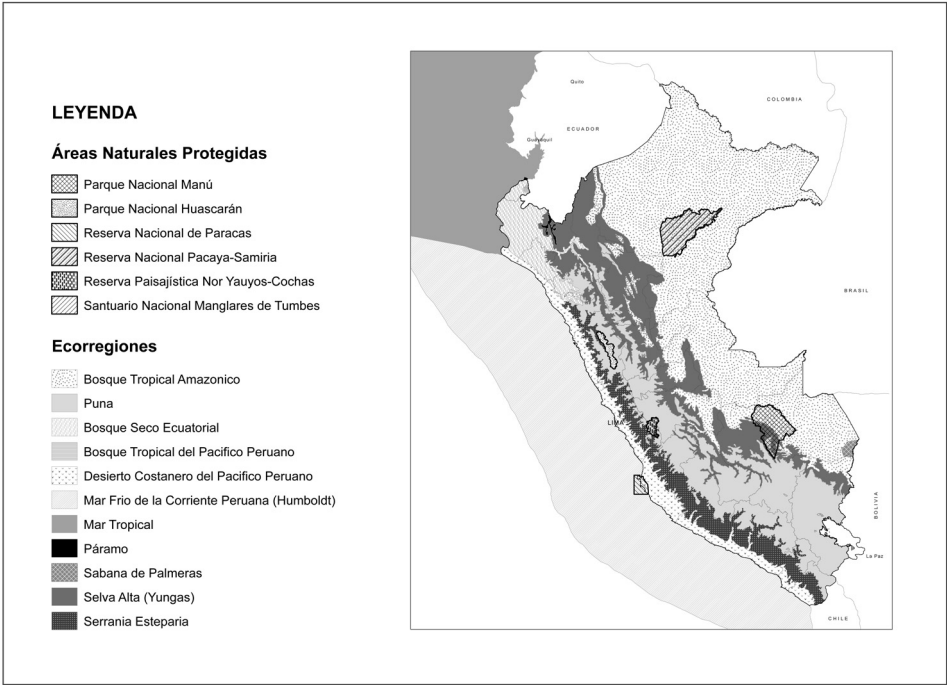 LEYENDA
Áreas Naturales Protegidas
Parque Nacional Manú
Parque Nacional Huascarán
Reserva Nacional de Paracas
Reserva Nacional Pacaya-Samiria
Reserva Paisajística Nor Yauyos-Cochas
Santuario Nacional Manglares de Tumbes
Ecorregiones
Bosque Tropical Amazonico
Puna
Bosque Seco Ecuatorial
Bosque Tropical del Pacifico Peruano
Desierto Costanero del Pacifico Peruano
Mar Frio de la Corriente Peruana (Humboldt)
Mar Tropical
Páramo
Sabana de Palmeras
Selva Alta (Yungas)
Serrania Esteparia
Quito
COLOMBIA
ECUADOR
Guayaquil
BRASIL
LIMA
BOLIVIA
La Paz
CHILE